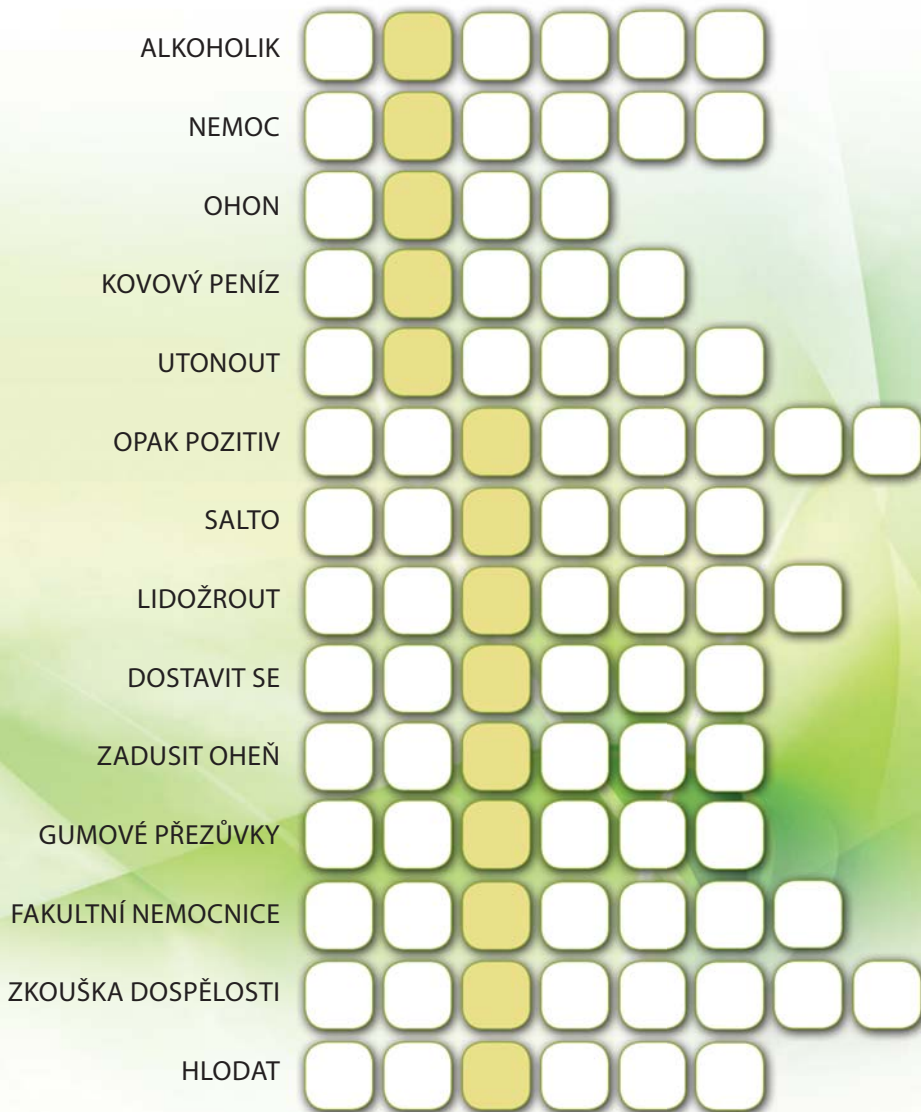 ALKOHOLIK
NEMOC
OHON
KOVOVÝ PENÍZ
UTONOUT
OPAK POZITIV
SALTO
LIDOŽROUT
DOSTAVIT SE
ZADUSIT OHEŇ
GUMOVÉ PŘEZŮVKY
FAKULTNÍ NEMOCNICE
ZKOUŠKA DOSPĚLOSTI
HLODAT